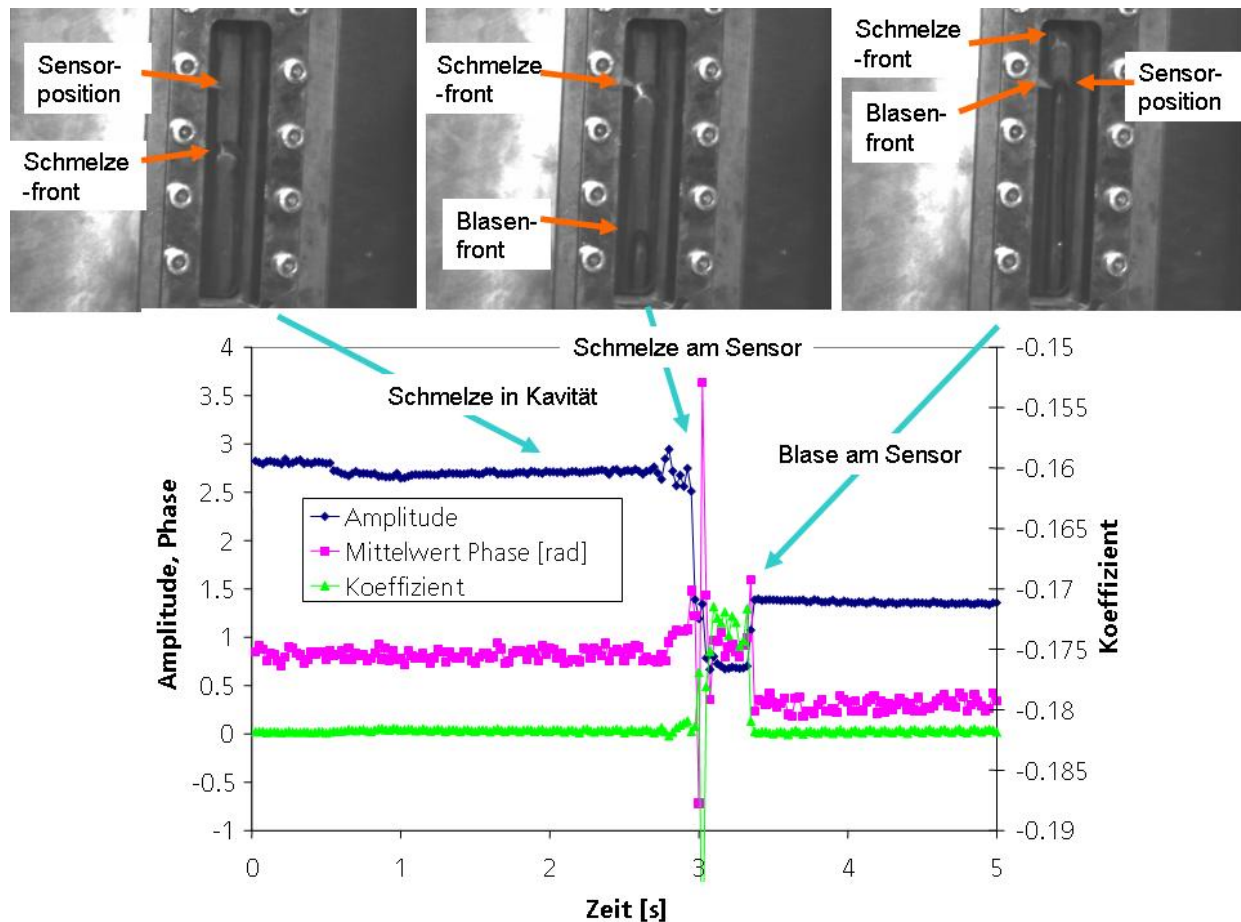 Sensor-
position
Schmelze
-front
Schmelze
-front
Blasen-
front
Schmelze
-front
Blasen-
front
Sensor-
position
Schmelze in Kavität
Schmelze am Sensor
Blase am Sensor
Amplitude
Mittelwert Phase [rad]
Koeffizient
Amplitude, Phase
4
3.5
3
2.5
2
1.5
1
0.5
0
-0.5
-1
Koeffizient
-0.15
-0.155
-0.16
-0.165
-0.17
-0.175
-0.18
-0.185
-0.19
0
1
2
3
4
5
Zeit [s]